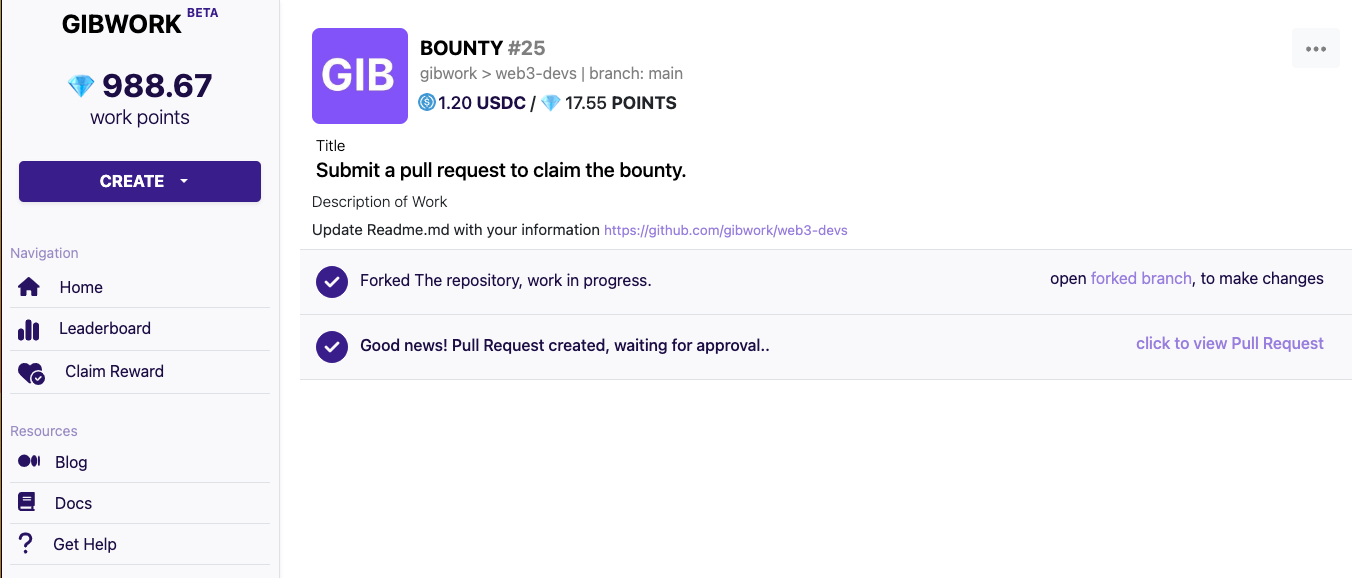 GIBWORK BETA
988.67
work points
CREATE
Navigation
Home
Leaderboard
Claim Reward
Resources
Blog
Docs
Get Help
GIB
BOUNTY #25
gibwork > web3-devs | branch: main
1.20 USDC / 17.55 POINTS
Title
Submit a pull request to claim the bounty.
Description of Work
Update Readme.md with your information https://github.com/gibwork/web3-devs
Forked The repository, work in progress. open forked branch, to make changes
Good news! Pull Request created, waiting for approval.. click to view Pull Request